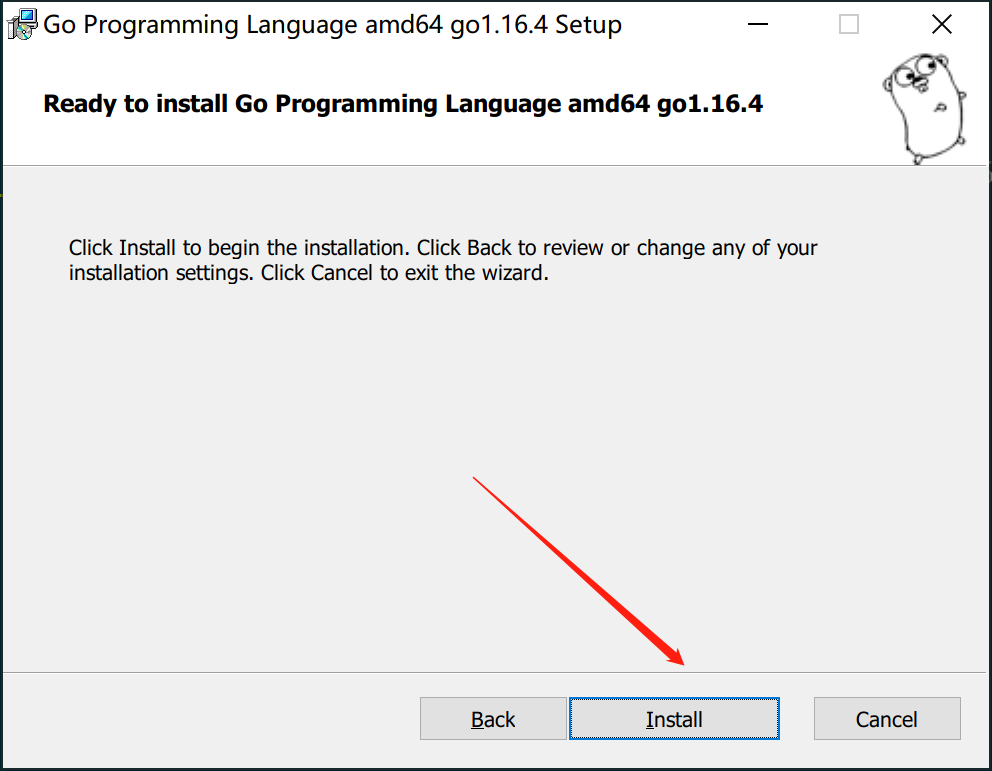 Go Programming Language amd64 go1.16.4 Setup
Ready to install Go Programming Language amd64 go1.16.4
Click Install to begin the installation. Click Back to review or change any of your
installation settings. Click Cancel to exit the wizard.
Back Install Cancel